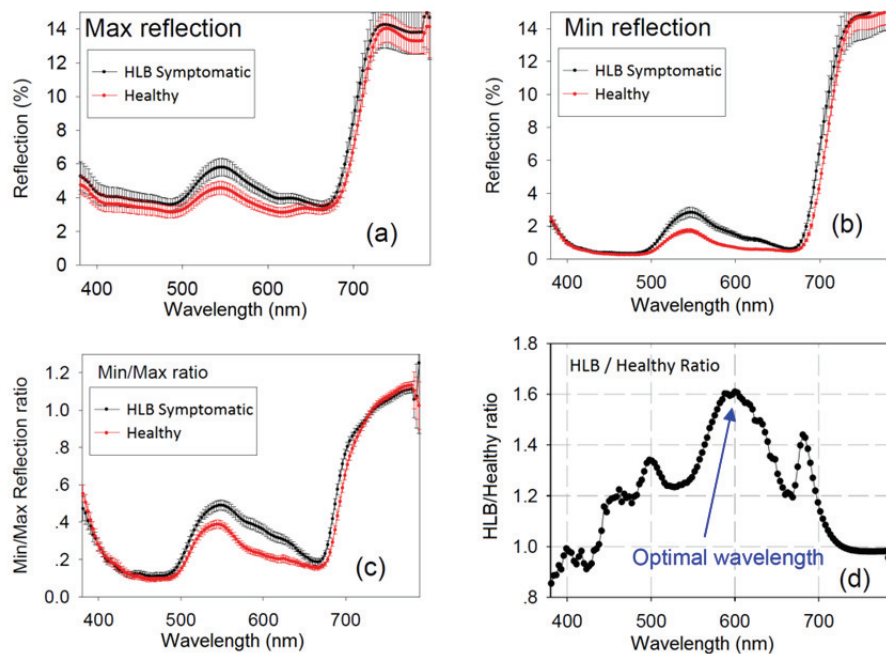 Max reflection
HLB Symptomatic
Healthy
Reflection (%)
14
12
10
8
6
4
2
0
(a)
400 500 600 700
Wavelength (nm)
Min reflection
HLB Symptomatic
Healthy
Reflection (%)
14
12
10
8
6
4
2
0
(b)
400 500 600 700
Wavelength (nm)
Min/Max ratio
HLB Symptomatic
Healthy
Min/Max Reflection ratio
1.2
1.0
.8
.6
.4
.2
0.0
(c)
400 500 600 700
Wavelength (nm)
HLB / Healthy Ratio
HLB/Healthy ratio
1.8
1.6
1.4
1.2
1.0
.8
Optimal wavelength
(d)
400 500 600 700
Wavelength (nm)